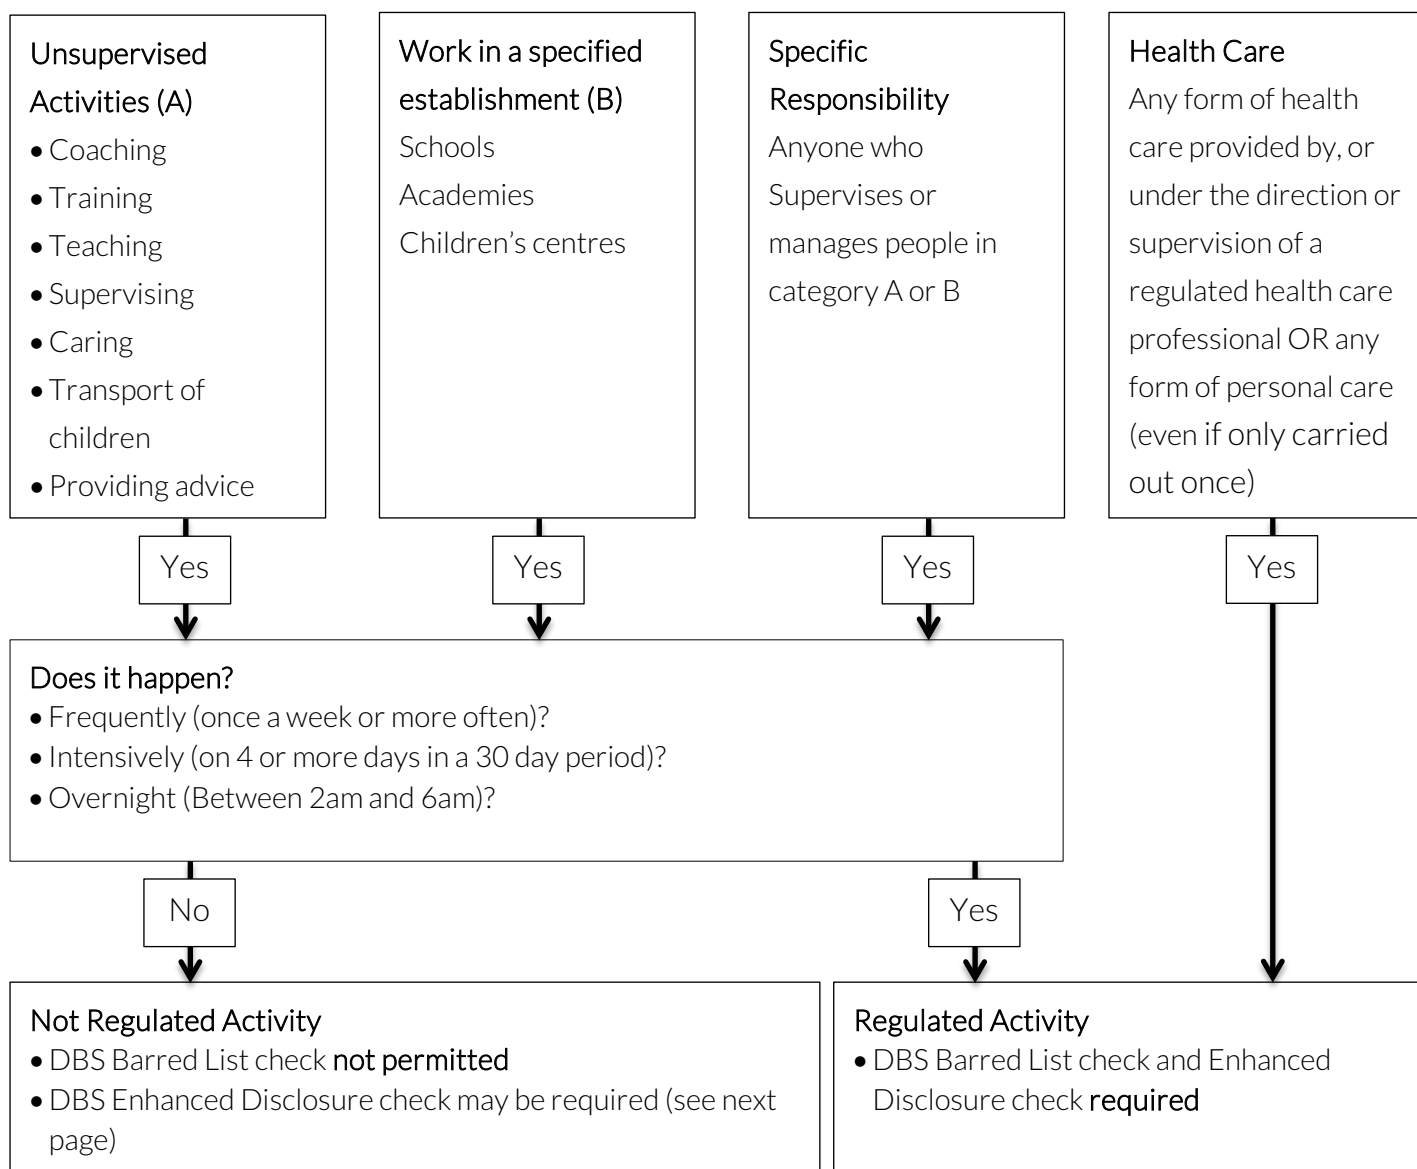 Unsupervised
Activities (A)
• Coaching
• Training
• Teaching
• Supervising
• Caring
• Transport of
children
• Providing advice
Work in a specified
establishment (B)
Schools
Academies
Children’s centres
Specific
Responsibility
Anyone who
Supervises or
manages people in
category A or B
Health Care
Any form of health
care provided by, or
under the direction or
supervision of a
regulated health care
professional OR any
form of personal care
(even if only carried
out once)
Yes
Yes
Yes
Yes
Does it happen?
• Frequently (once a week or more often)?
• Intensively (on 4 or more days in a 30 day period)?
• Overnight (Between 2am and 6am)?
No
Yes
Not Regulated Activity
• DBS Barred List check not permitted
• DBS Enhanced Disclosure check may be required (see next
page)
Regulated Activity
• DBS Barred List check and Enhanced
Disclosure check required